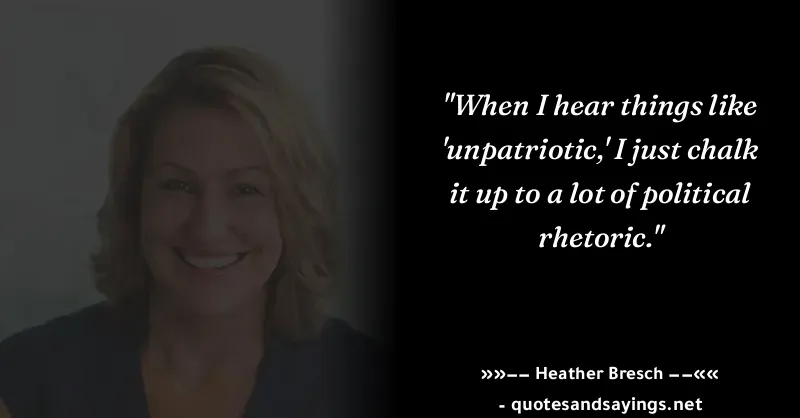 "When I hear things like
'unpatriotic,' I just chalk
it up to a lot of political
rhetoric."
»»–– Heather Bresch ––««
- quotesandsayings.net